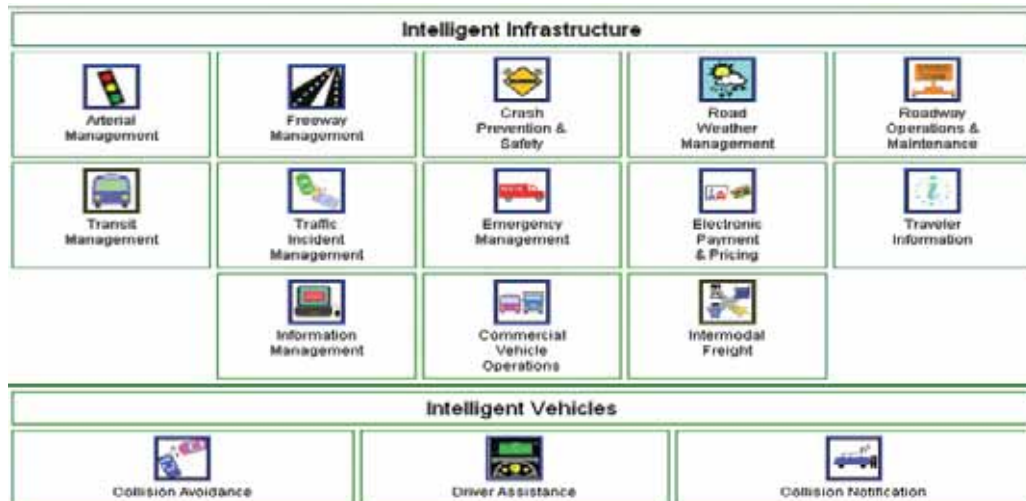 Intelligent Infrastructure
Arterial
Management
Freeway
Management
Crash
Prevention &
Safety
Road
Weather
Management
Roadway
Operations &
Maintenance
Transit
Management
Traffic
Incident
Management
Emergency
Management
Electronic
Payment
& Pricing
Traveler
Information
Information
Management
Commercial
Vehicle
Operations
Intermodal
Freight
Intelligent Vehicles
Collision Avoidance
Driver Assistance
Collision Notification